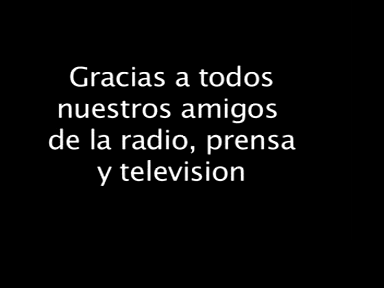 Gracias a todos
nuestros amigos
de la radio, prensa
y television